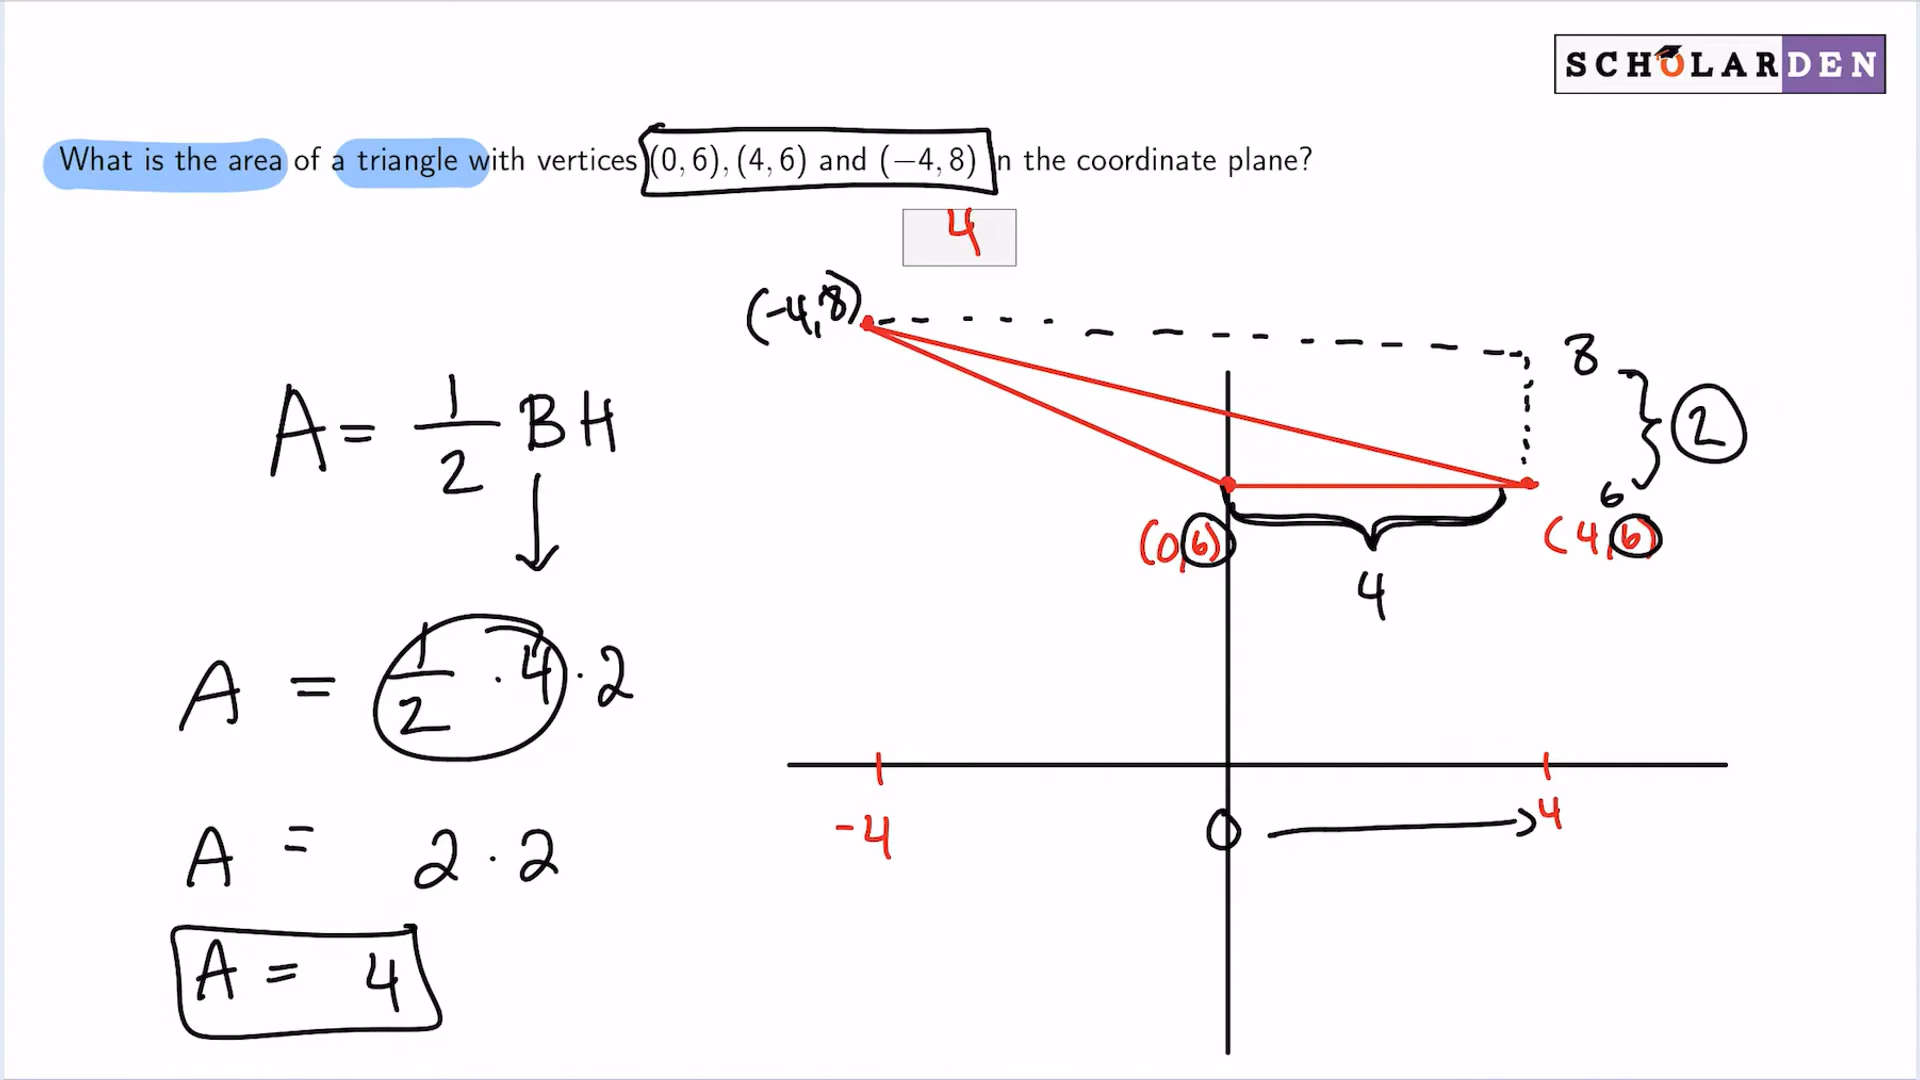 SCHOLARDEN
What is the area of a triangle with vertices (0, 6), (4, 6) and (−4, 8) in the coordinate plane?
4
(-4,8)
8
2
6
(0,6)
(4,6)
4
-4
0
4
A = 1/2 BH
A = 1/2 · 4 · 2
A = 2 · 2
A = 4